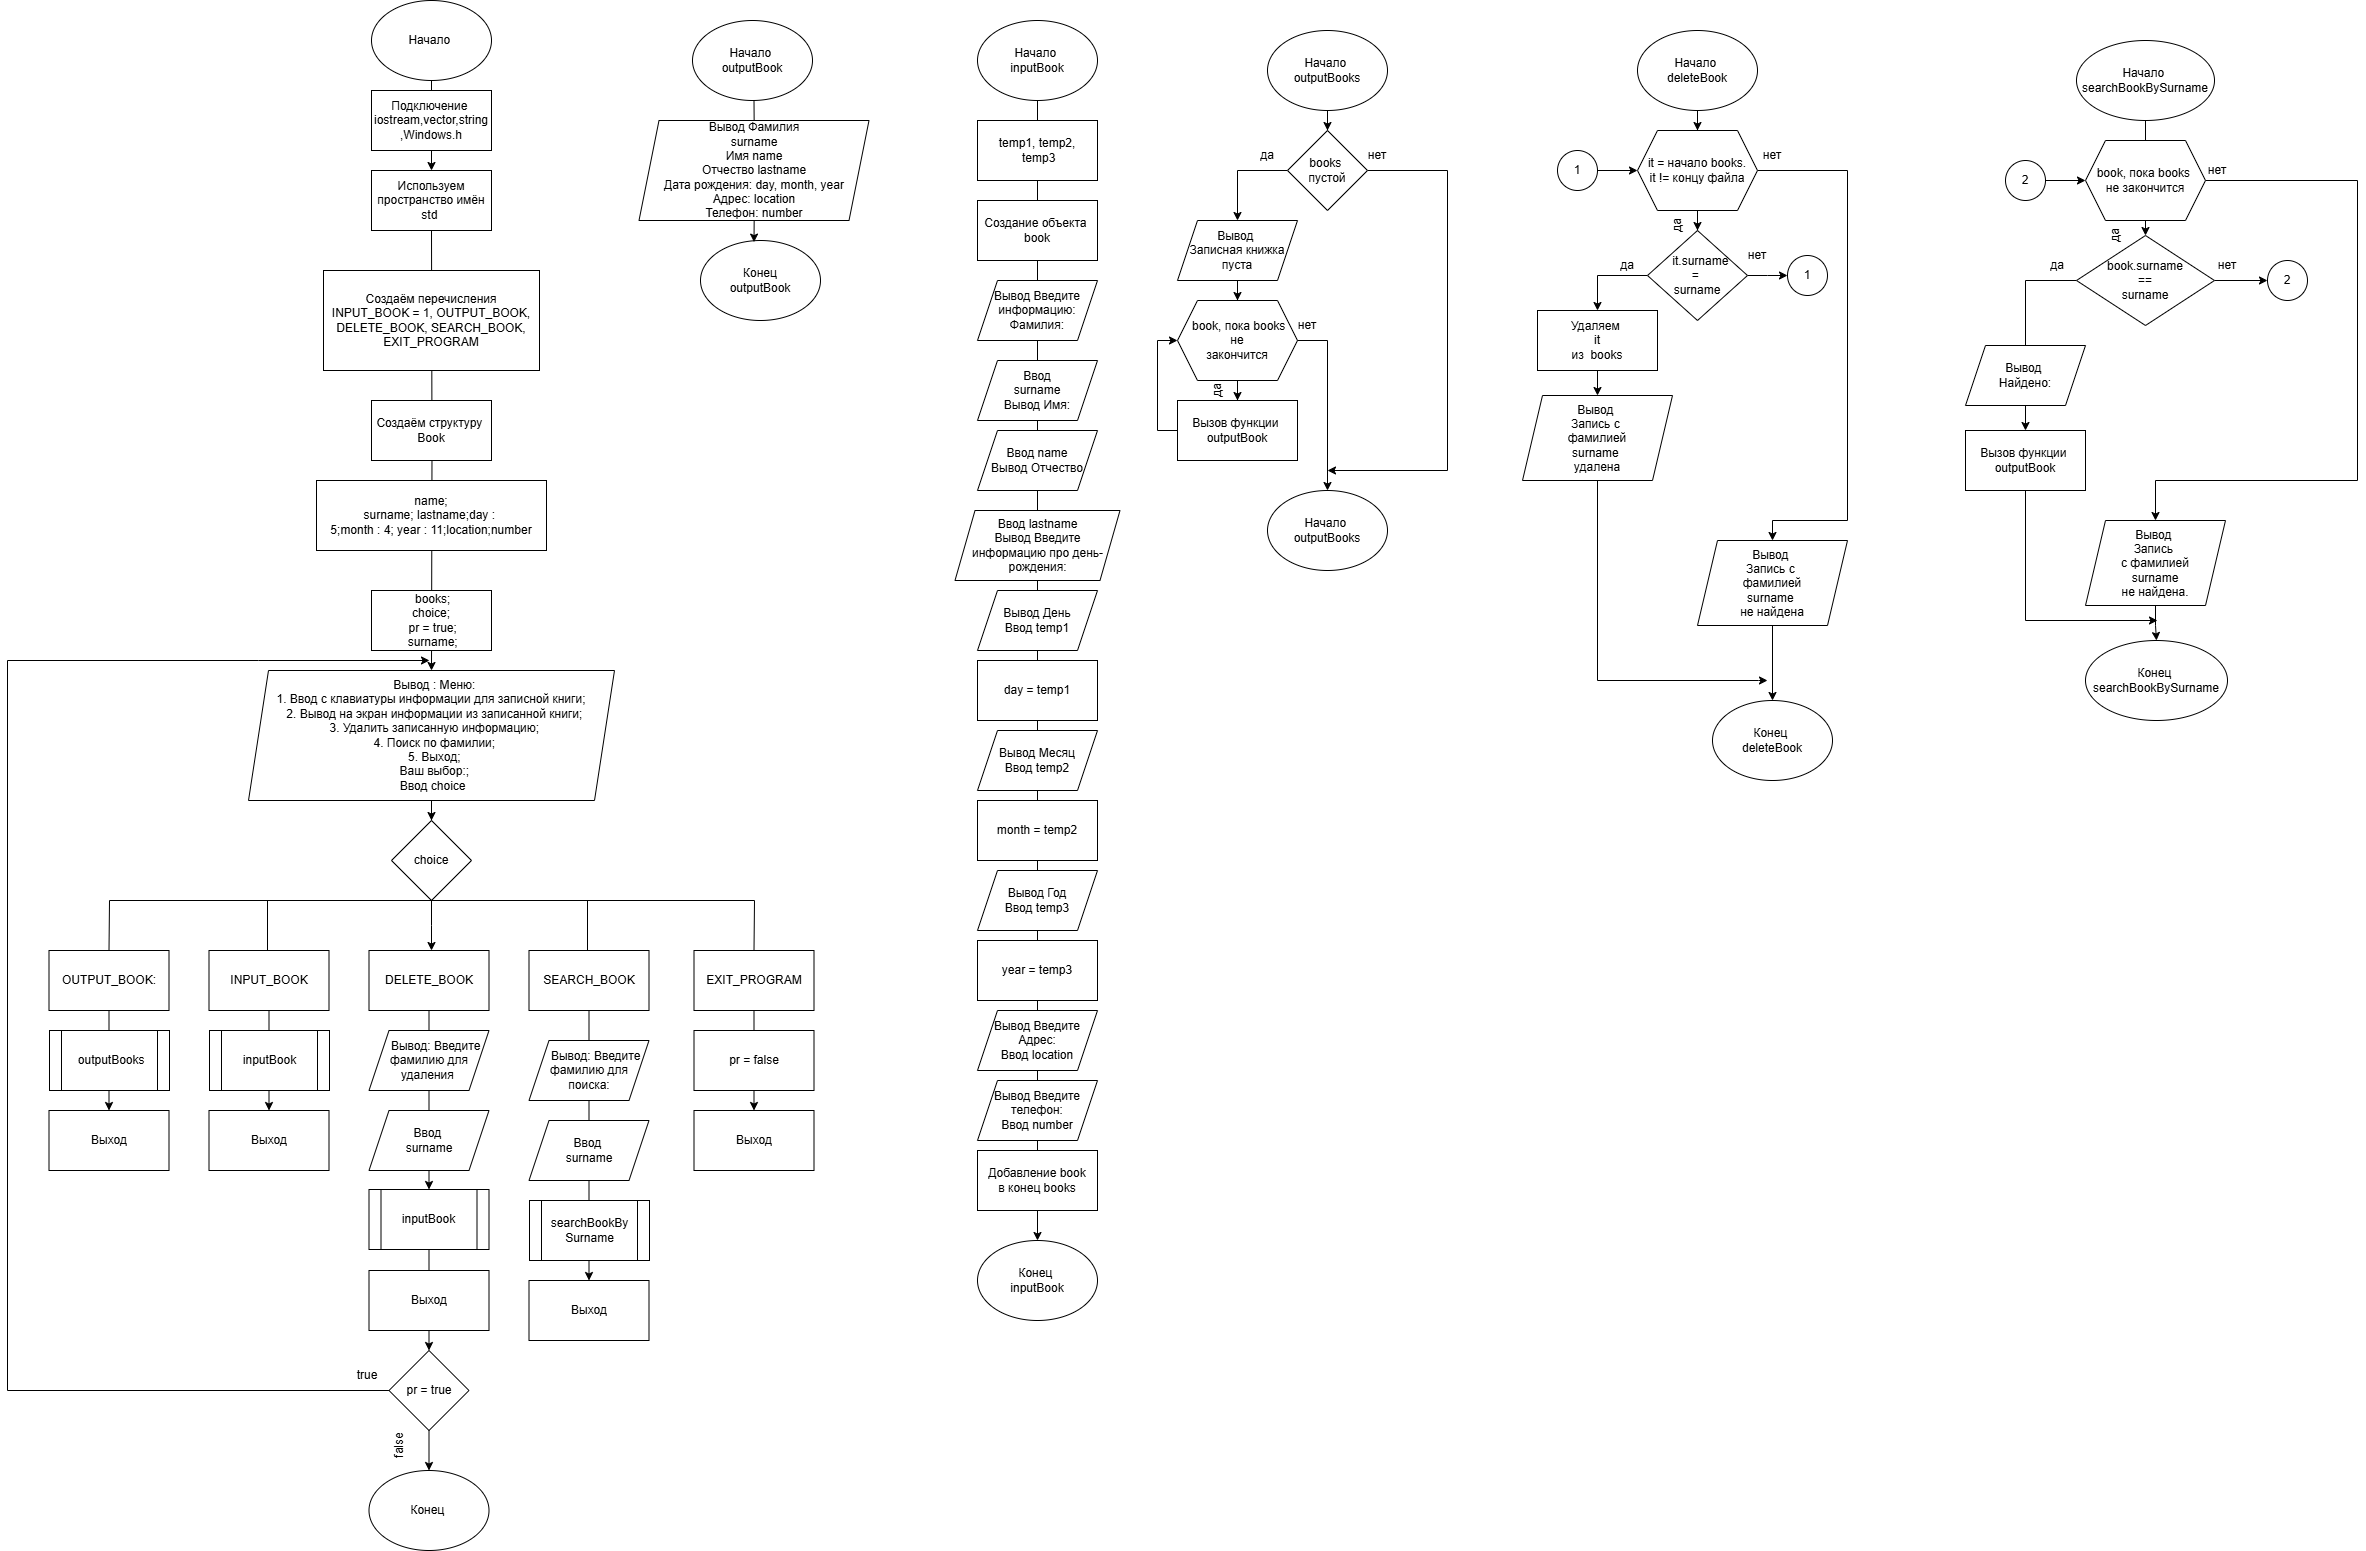 Начало
Подключение
iostream,vector,string
,Windows.h
Используем
пространство имён
std
Создаём перечисления
INPUT_BOOK = 1, OUTPUT_BOOK,
DELETE_BOOK, SEARCH_BOOK,
EXIT_PROGRAM
Создаём структуру
Book
name;
surname; lastname;day :
5;month : 4; year : 11;location;number
books;
choice;
pr = true;
surname;
Вывод : Меню:
1. Ввод с клавиатуры информации для записной книги;
2. Вывод на экран информации из записанной книги;
3. Удалить записанную информацию;
4. Поиск по фамилии;
5. Выход;
Ваш выбор:;
Ввод choice
choice
OUTPUT_BOOK:
outputBooks
Выход
INPUT_BOOK
inputBook
Выход
DELETE_BOOK
Вывод: Введите
фамилию для
удаления
Ввод
surname
inputBook
Выход
SEARCH_BOOK
Вывод: Введите
фамилию для
поиска:
Ввод
surname
searchBookBy
Surname
Выход
EXIT_PROGRAM
pr = false
Выход
true
pr = true
false
Конец
Начало
outputBook
Вывод Фамилия
surname
Имя name
Отчество lastname
Дата рождения: day, month, year
Адрес: location
Телефон: number
Конец
outputBook
Начало
inputBook
temp1, temp2,
temp3
Создание объекта
book
Вывод Введите
информацию:
Фамилия:
Ввод
surname
Вывод Имя:
Ввод name
Вывод Отчество
Ввод lastname
Вывод Введите
информацию про день-
рождения:
Вывод День
Ввод temp1
day = temp1
Вывод Месяц
Ввод temp2
month = temp2
Вывод Год
Ввод temp3
year = temp3
Вывод Введите
Адрес:
Ввод location
Вывод Введите
телефон:
Ввод number
Добавление book
в конец books
Конец
inputBook
Начало
outputBooks
да
books
пустой
нет
Вывод
Записная книжка
пуста
book, пока books
не
закончится
нет
да
Вызов функции
outputBook
Начало
outputBooks
Начало
deleteBook
1
it = начало books.
it != концу файла
нет
да
да
it.surname
=
surname
нет
1
Удаляем
it
из books
Вывод
Запись с
фамилией
surname
удалена
Вывод
Запись с
фамилией
surname
не найдена
Конец
deleteBook
Начало
searchBookBySurname
2
book, пока books
не закончится
нет
да
да
book.surname
==
surname
нет
2
Вывод
Найдено:
Вызов функции
outputBook
Вывод
Запись
с фамилией
surname
не найдена.
Конец
searchBookBySurname